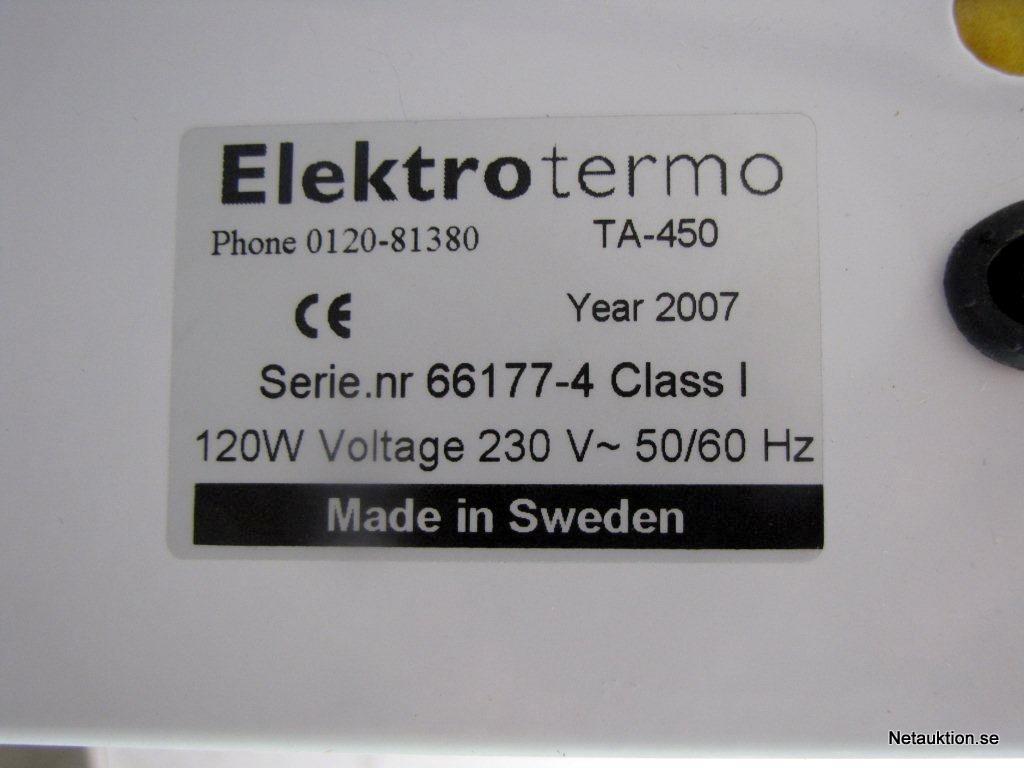 Elektrotermo
Phone 0120-81380 TA-450
CE Year 2007
Serie.nr 66177-4 Class I
120W Voltage 230 V~ 50/60 Hz
Made in Sweden
Netauktion.se